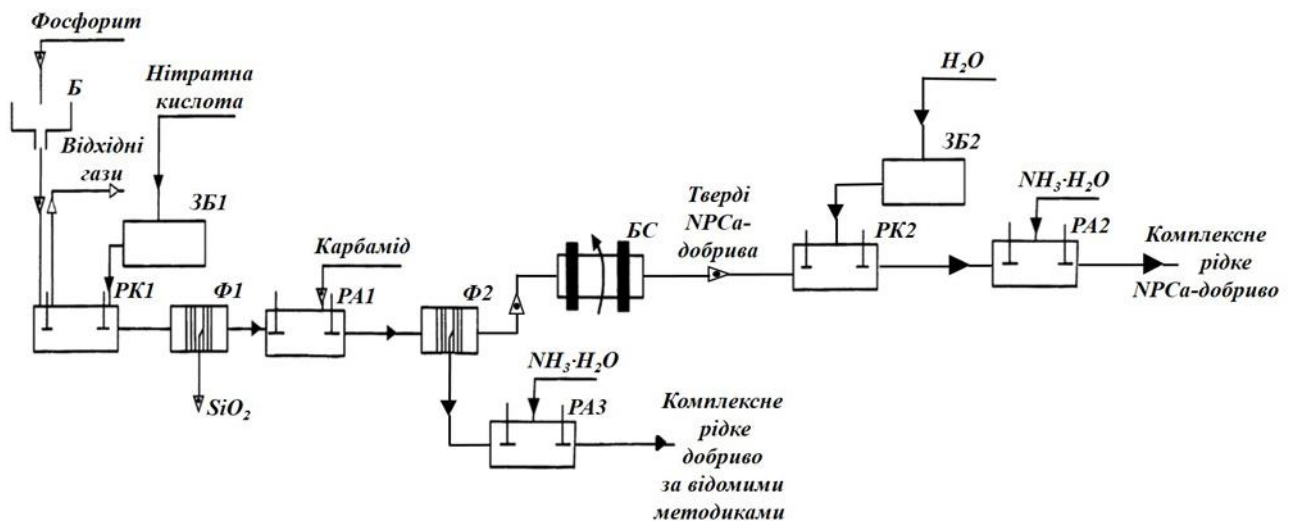 Фосфорит
Б
Нітратна
кислота
Відхідні
гази
ЗБ1
РК1
Ф1
SiO₂
Карбамід
РА1
Ф2
NH₃·H₂O
РА3
Комплексне
рідке
добриво
за відомими
методиками
БС
Тверді
NPCa-
добрива
H₂O
ЗБ2
РК2
NH₃·H₂O
РА2
Комплексне
рідке
NPCa-добриво